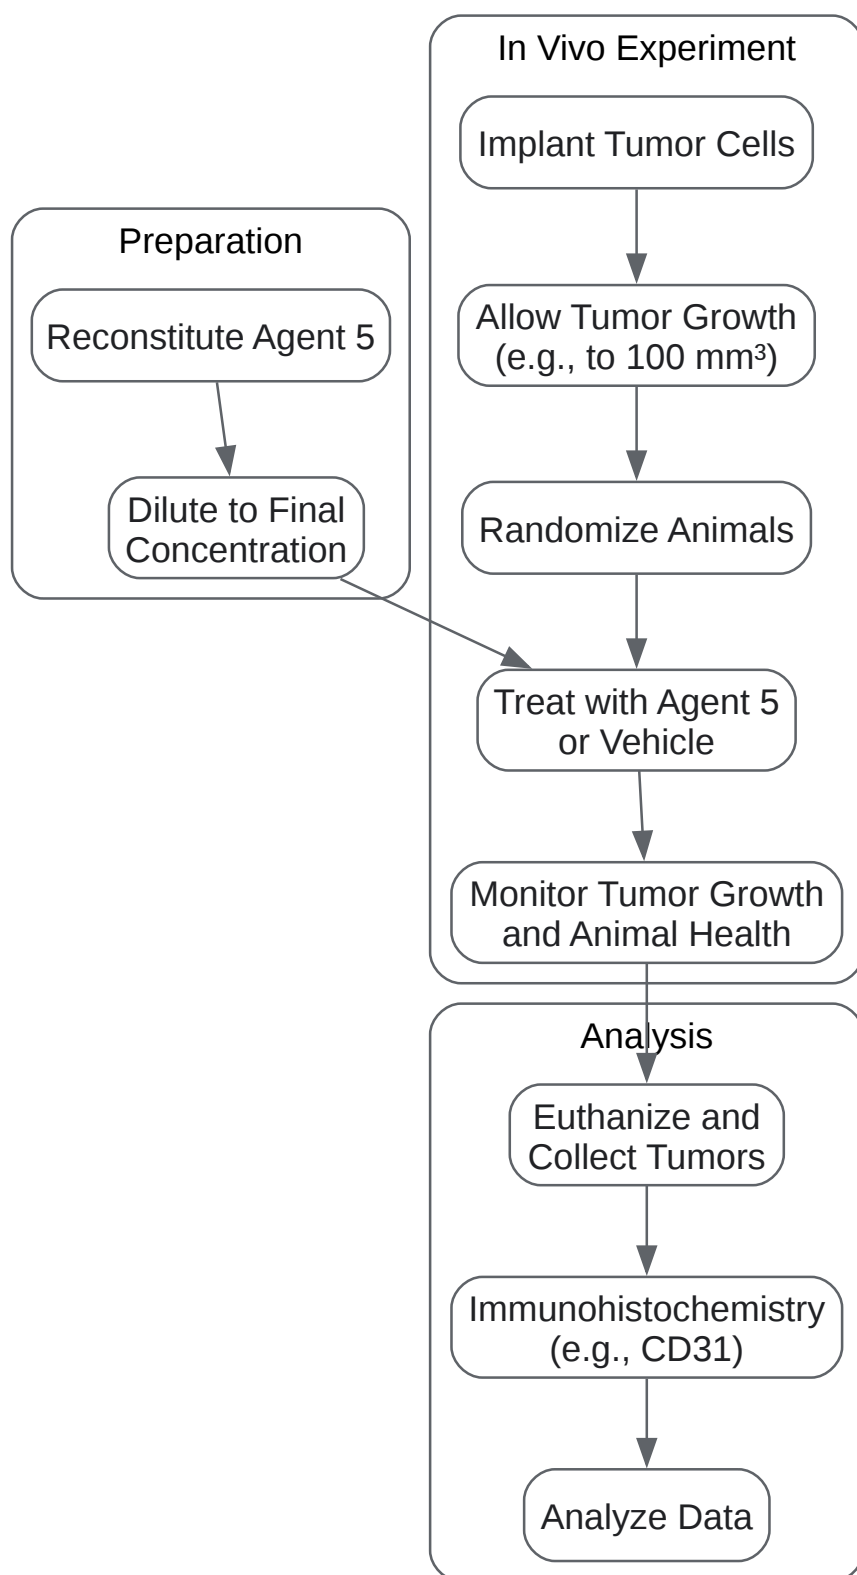 In Vivo Experiment
Implant Tumor Cells
Allow Tumor Growth
(e.g., to 100 mm³)
Randomize Animals
Preparation
Reconstitute Agent 5
Dilute to Final
Concentration
Treat with Agent 5
or Vehicle
Monitor Tumor Growth
and Animal Health
Analysis
Euthanize and
Collect Tumors
Immunohistochemistry
(e.g., CD31)
Analyze Data